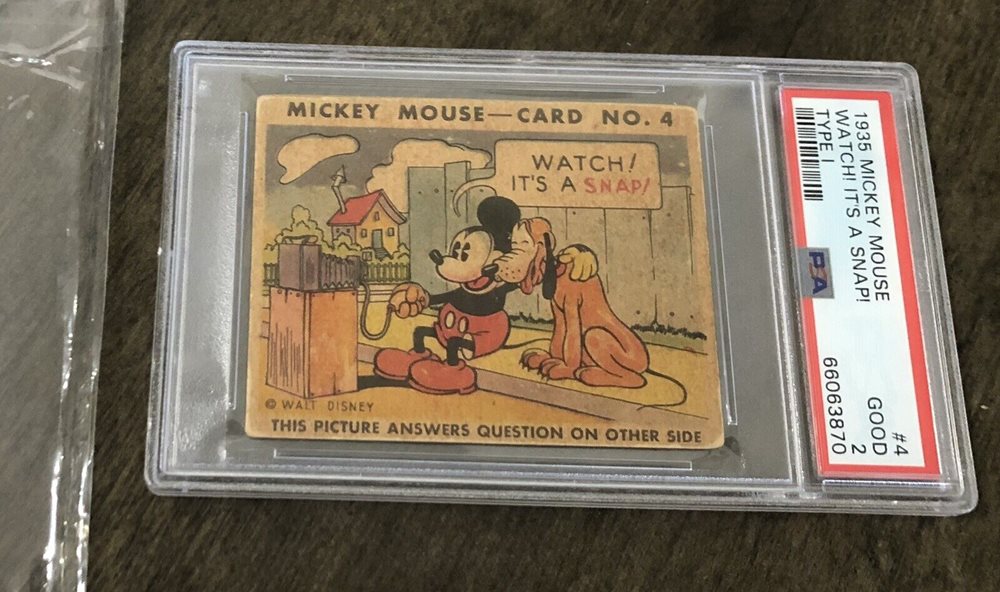 MICKEY MOUSE—CARD NO. 4
WATCH!
IT'S A SNAP!
© WALT DISNEY
THIS PICTURE ANSWERS QUESTION ON OTHER SIDE
1935 MICKEY MOUSE
WATCH! IT'S A SNAP!
TYPE I
#4
GOOD
2
66063870
PSA